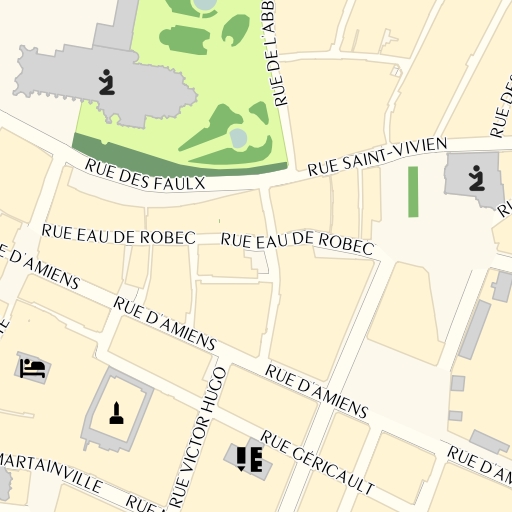 RUE DE L'ABB
RUE DES
RUE SAINT-VIVIEN
RUE DES FAULX
RUE EAU DE ROBEC
RUE EAU DE ROBEC
E D'AMIENS
RUE D'AMIENS
RUE D'AMIENS
RUE VICTOR HUGO
RUE GÉRICAULT
RUE D'AM
MARTAINVILLE